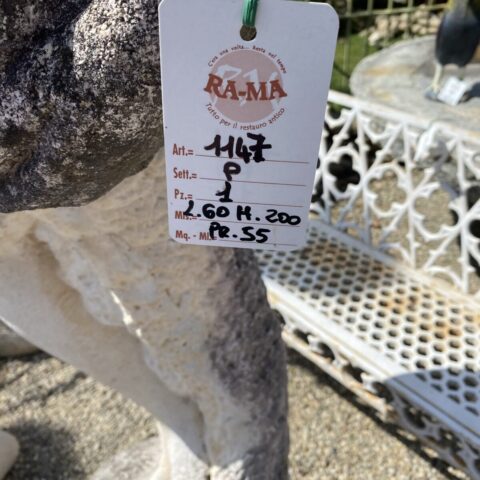 C'era una volta... Resta nel tempo
RA-MA
Tutto per il restauro antico
Art.= 1147
Sett.= P
Pz.= 1
Mis.= L.60 H.200
Mq. - Ml.= PR. 55